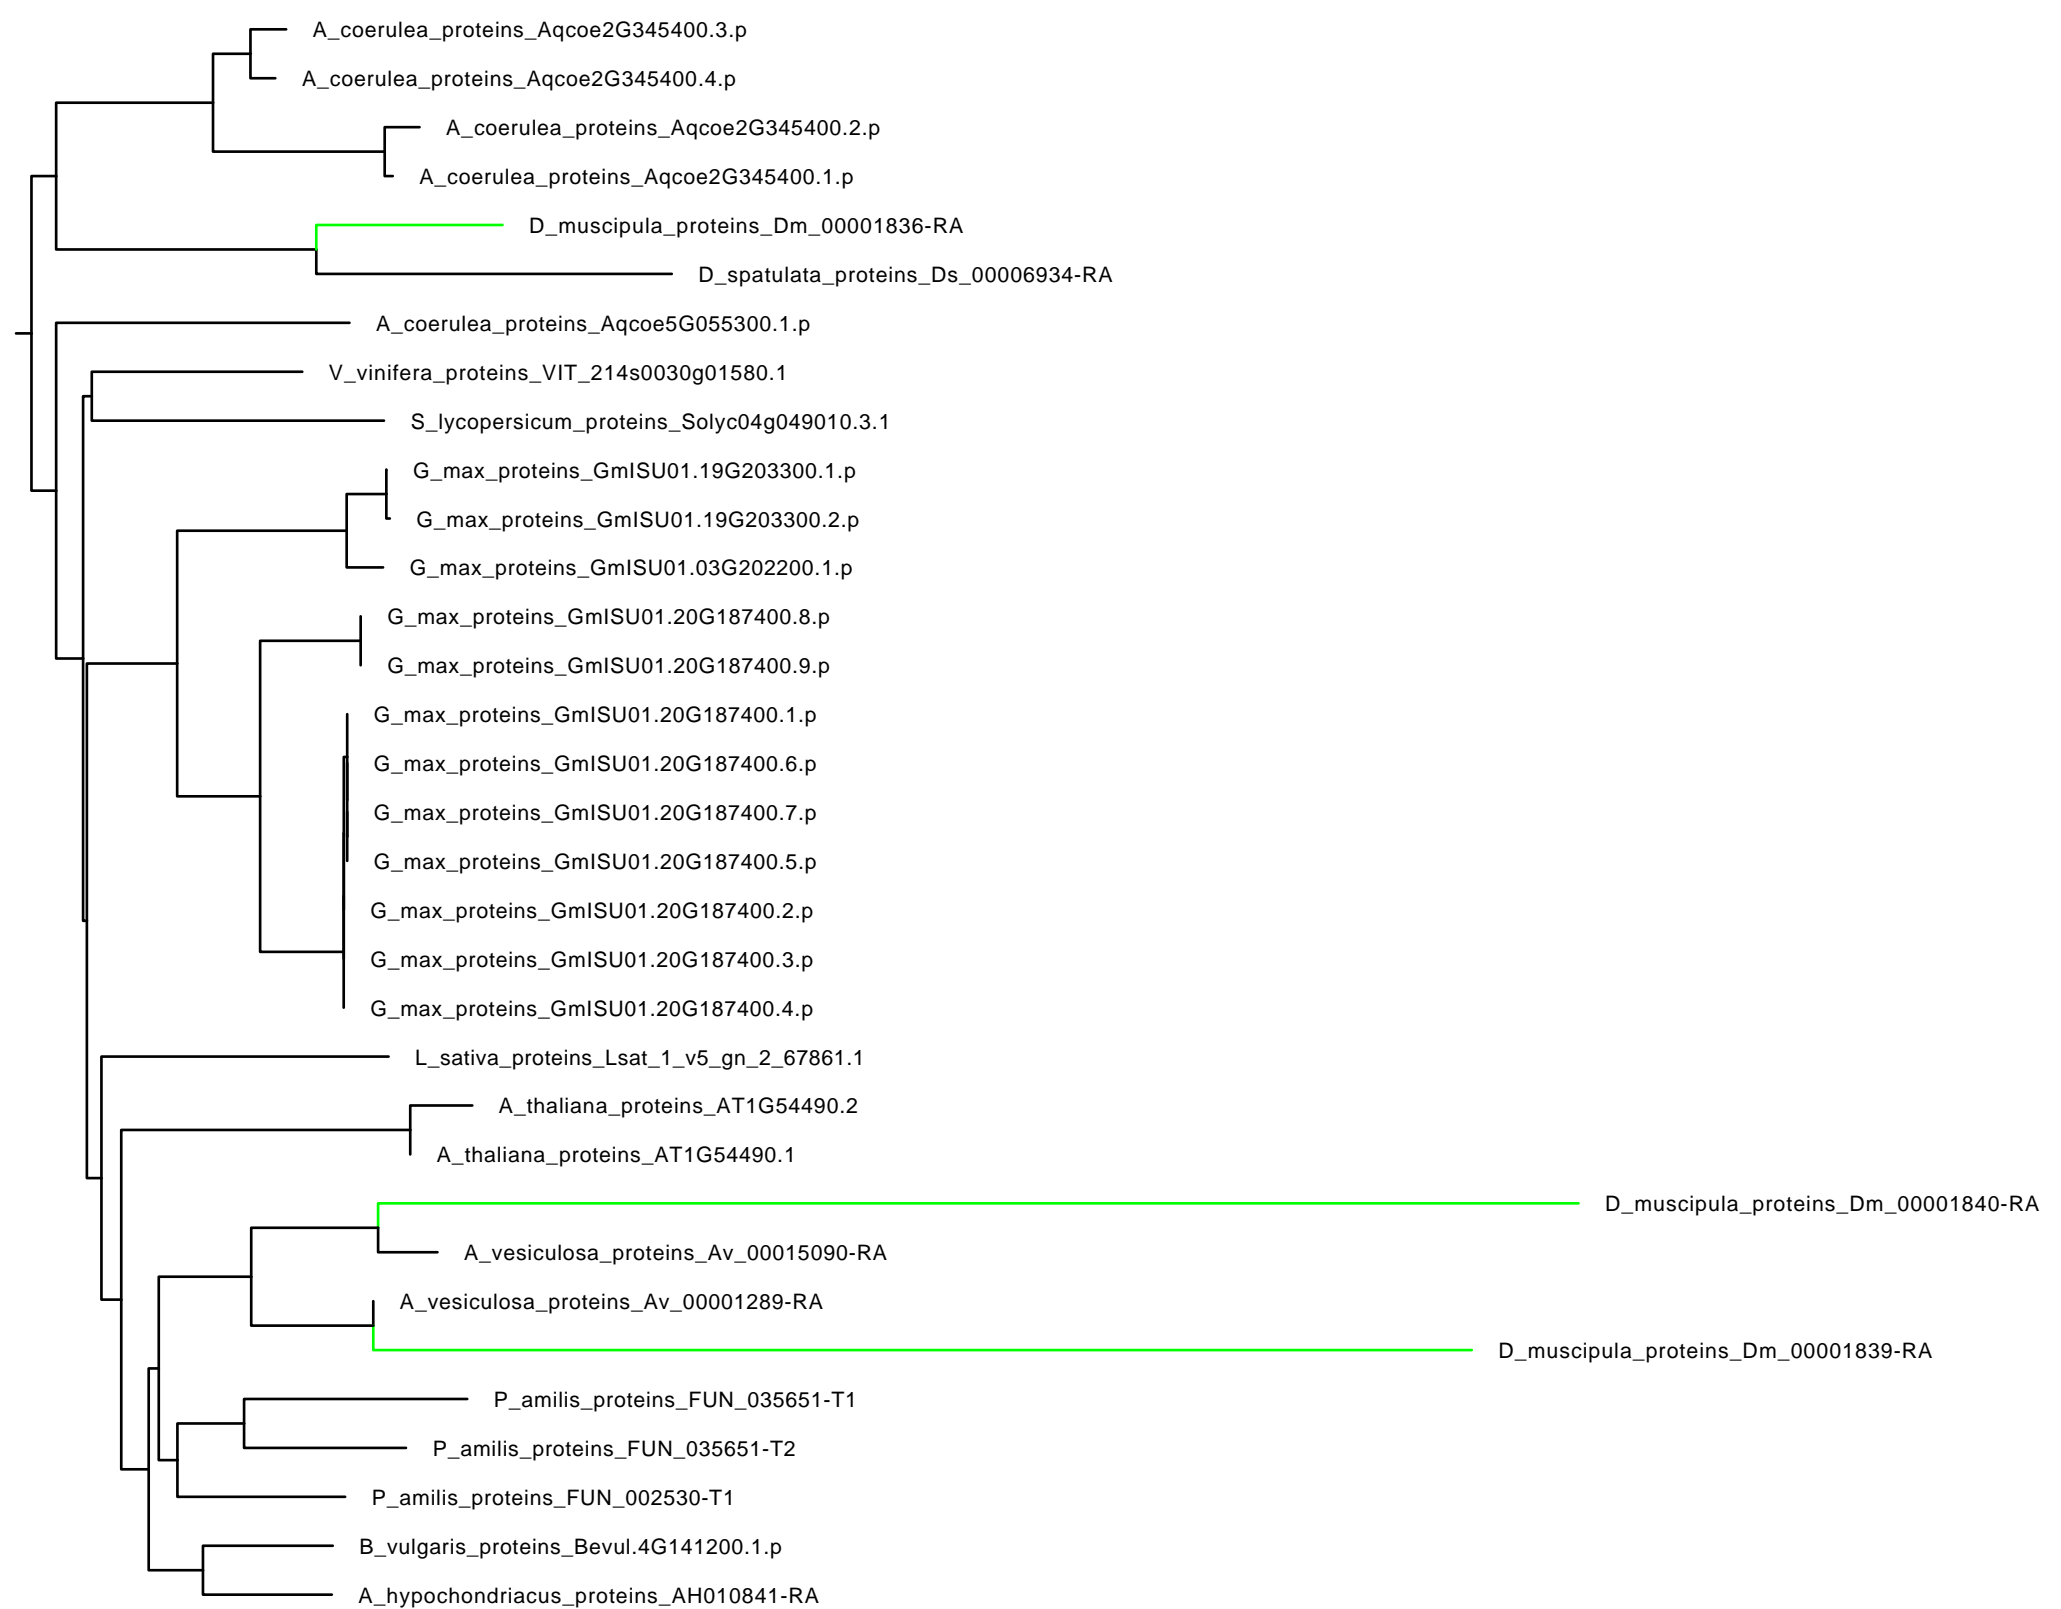 A_coerulea_proteins_Aqcoe2G345400.3.p
A_coerulea_proteins_Aqcoe2G345400.4.p
A_coerulea_proteins_Aqcoe2G345400.2.p
A_coerulea_proteins_Aqcoe2G345400.1.p
D_muscipula_proteins_Dm_00001836-RA
D_spatulata_proteins_Ds_00006934-RA
A_coerulea_proteins_Aqcoe5G055300.1.p
V_vinifera_proteins_VIT_214s0030g01580.1
S_lycopersicum_proteins_Solyc04g049010.3.1
G_max_proteins_GmISU01.19G203300.1.p
G_max_proteins_GmISU01.19G203300.2.p
G_max_proteins_GmISU01.03G202200.1.p
G_max_proteins_GmISU01.20G187400.8.p
G_max_proteins_GmISU01.20G187400.9.p
G_max_proteins_GmISU01.20G187400.1.p
G_max_proteins_GmISU01.20G187400.6.p
G_max_proteins_GmISU01.20G187400.7.p
G_max_proteins_GmISU01.20G187400.5.p
G_max_proteins_GmISU01.20G187400.2.p
G_max_proteins_GmISU01.20G187400.3.p
G_max_proteins_GmISU01.20G187400.4.p
L_sativa_proteins_Lsat_1_v5_gn_2_67861.1
A_thaliana_proteins_AT1G54490.2
A_thaliana_proteins_AT1G54490.1
D_muscipula_proteins_Dm_00001840-RA
A_vesiculosa_proteins_Av_00015090-RA
A_vesiculosa_proteins_Av_00001289-RA
D_muscipula_proteins_Dm_00001839-RA
P_amilis_proteins_FUN_035651-T1
P_amilis_proteins_FUN_035651-T2
P_amilis_proteins_FUN_002530-T1
B_vulgaris_proteins_Bevul.4G141200.1.p
A_hypochondriacus_proteins_AH010841-RA